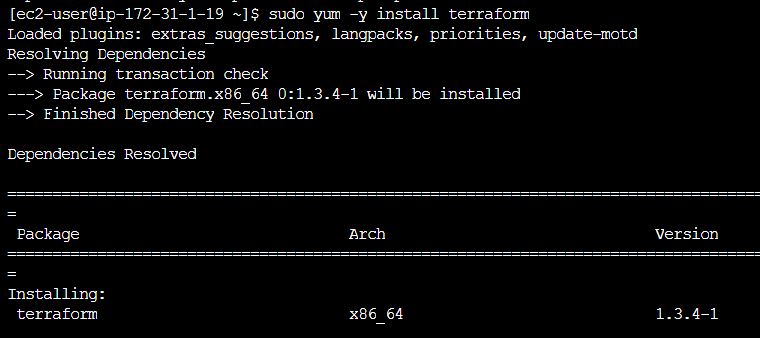 [ec2-user@ip-172-31-1-19 ~]$ sudo yum -y install terraform
Loaded plugins: extras_suggestions, langpacks, priorities, update-motd
Resolving Dependencies
--> Running transaction check
---> Package terraform.x86_64 0:1.3.4-1 will be installed
--> Finished Dependency Resolution
Dependencies Resolved
====================================================================================
=
Package Arch Version
====================================================================================
=
Installing:
terraform x86_64 1.3.4-1